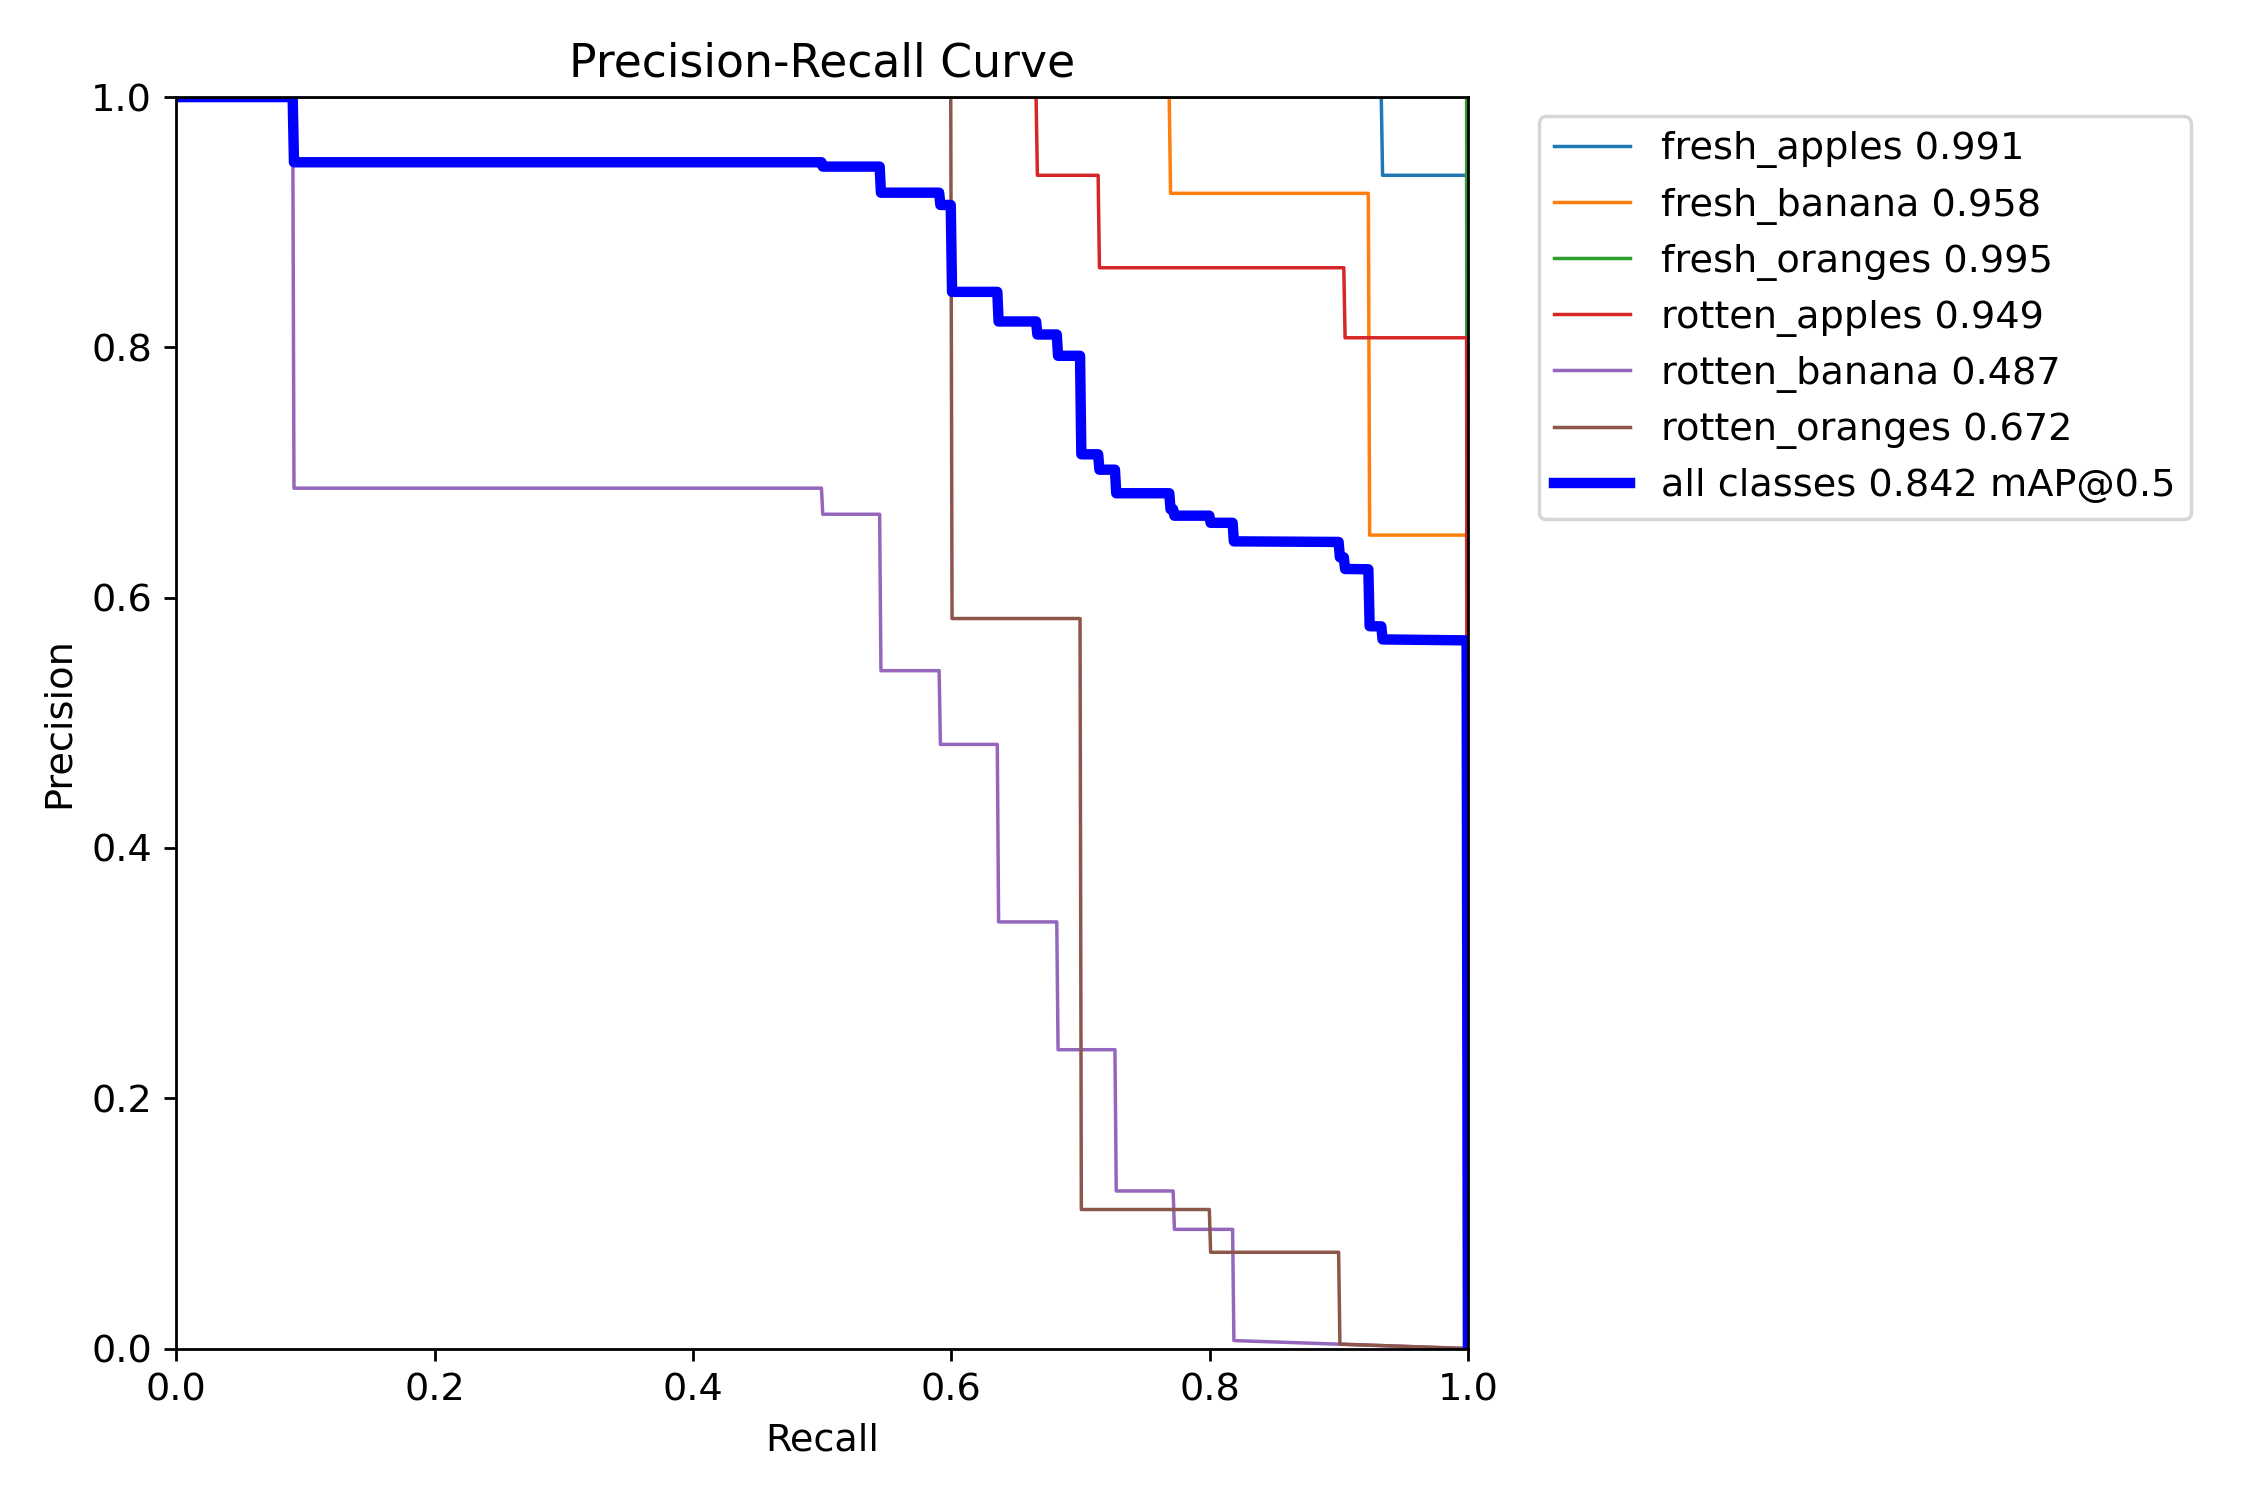 Precision-Recall Curve
1.0
0.8
0.6
0.4
0.2
0.0
Precision
0.0 0.2 0.4 0.6 0.8 1.0
Recall
fresh_apples 0.991
fresh_banana 0.958
fresh_oranges 0.995
rotten_apples 0.949
rotten_banana 0.487
rotten_oranges 0.672
all classes 0.842 mAP@0.5